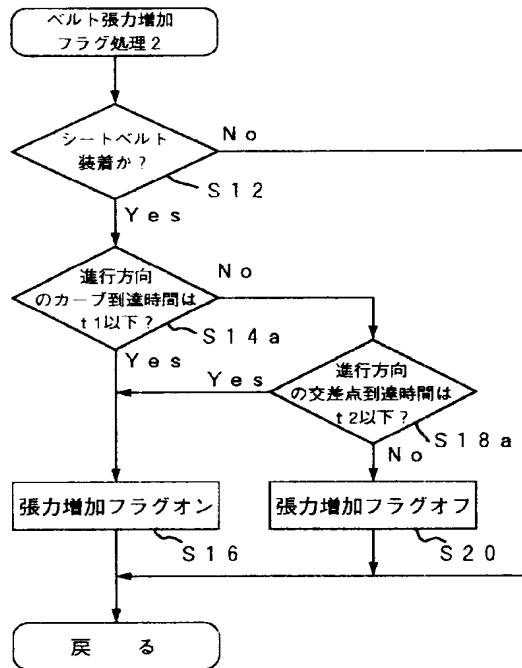 ベルト張力増加
フラグ処理2
シートベルト
装着か?
No
S12
Yes
進行方向
のカーブ到達時間は
t1以下?
No
S14a
Yes
進行方向
の交差点到達時間は
t2以下?
Yes
S18a
No
張力増加フラグオン
S16
張力増加フラグオフ
S20
戻る